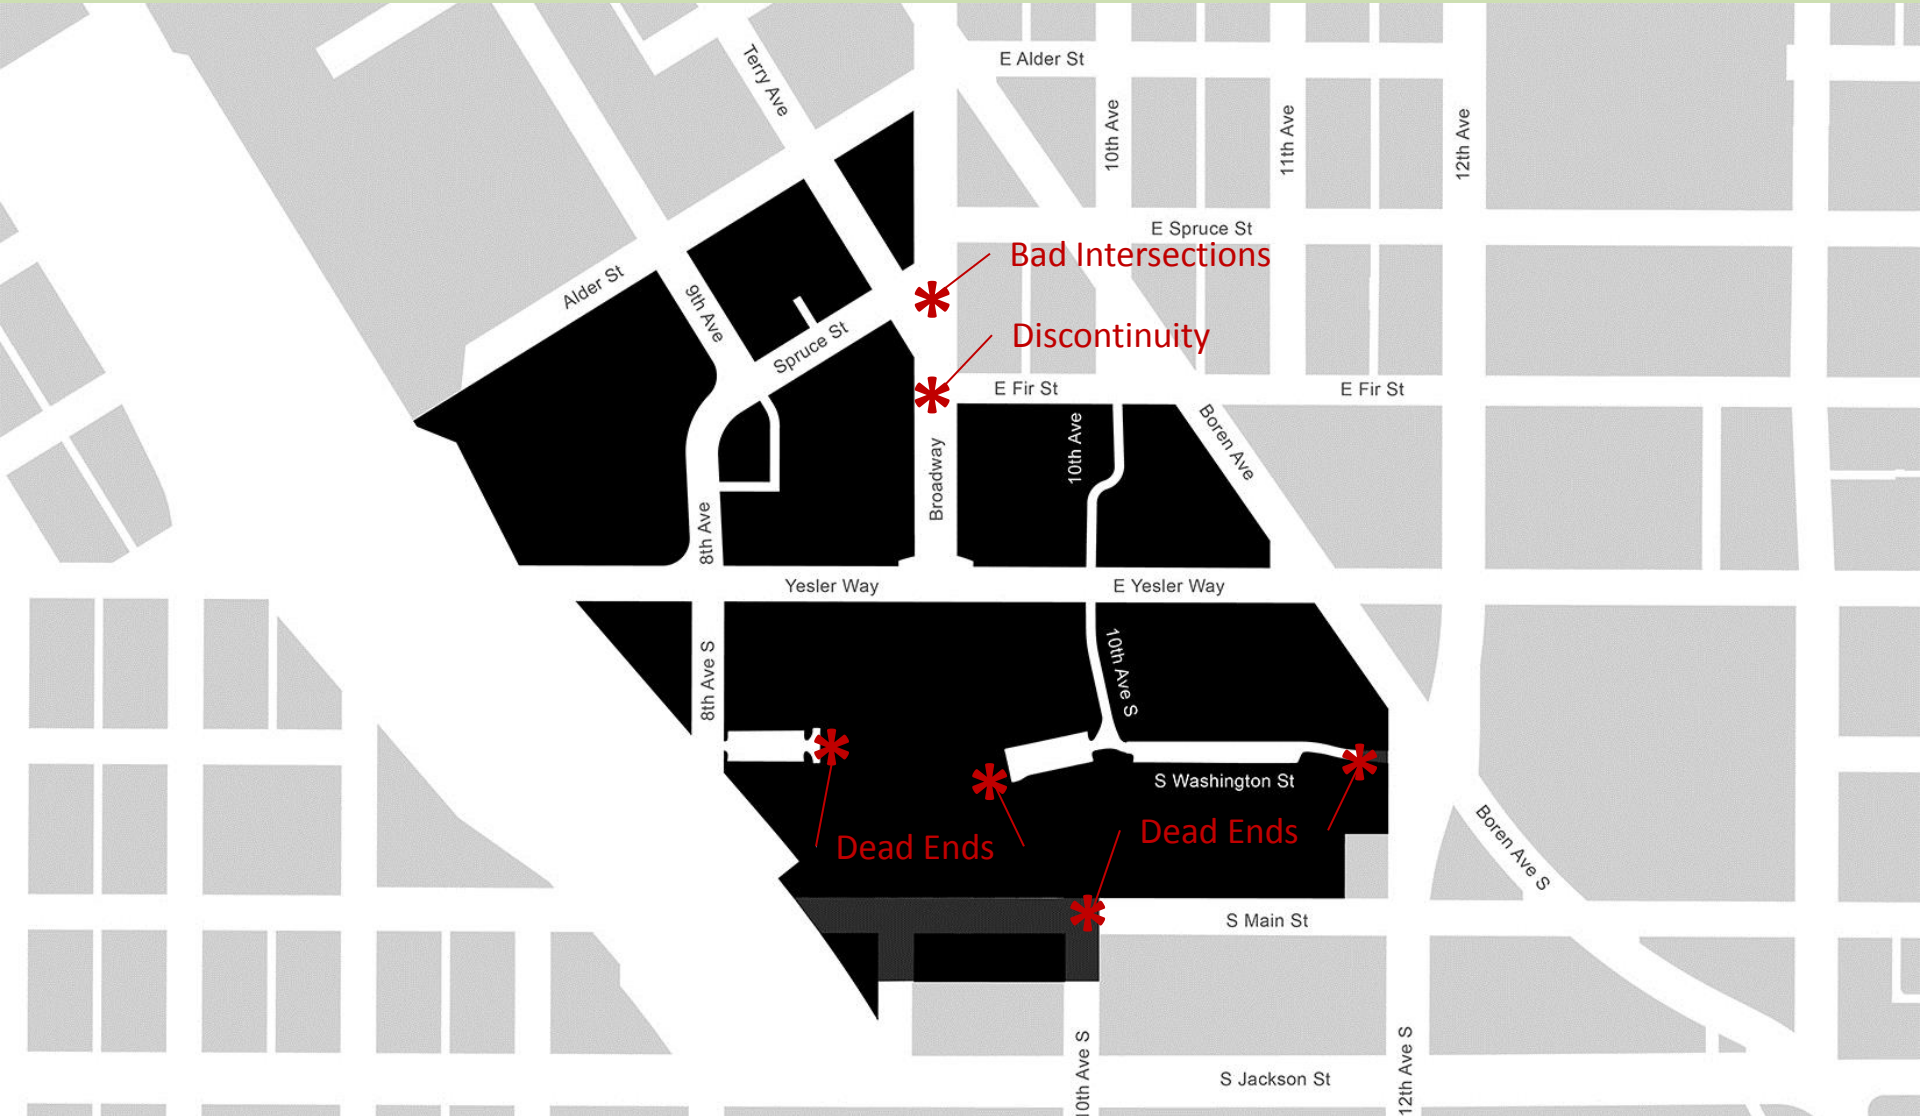 E Alder St
Terry Ave
10th Ave
11th Ave
12th Ave
E Spruce St
Bad Intersections
Alder St
9th Ave
Spruce St
Discontinuity
E Fir St
E Fir St
10th Ave
Boren Ave
Broadway
8th Ave
Yesler Way
E Yesler Way
8th Ave S
10th Ave S
S Washington St
Dead Ends
Dead Ends
Boren Ave S
S Main St
10th Ave S
12th Ave S
S Jackson St